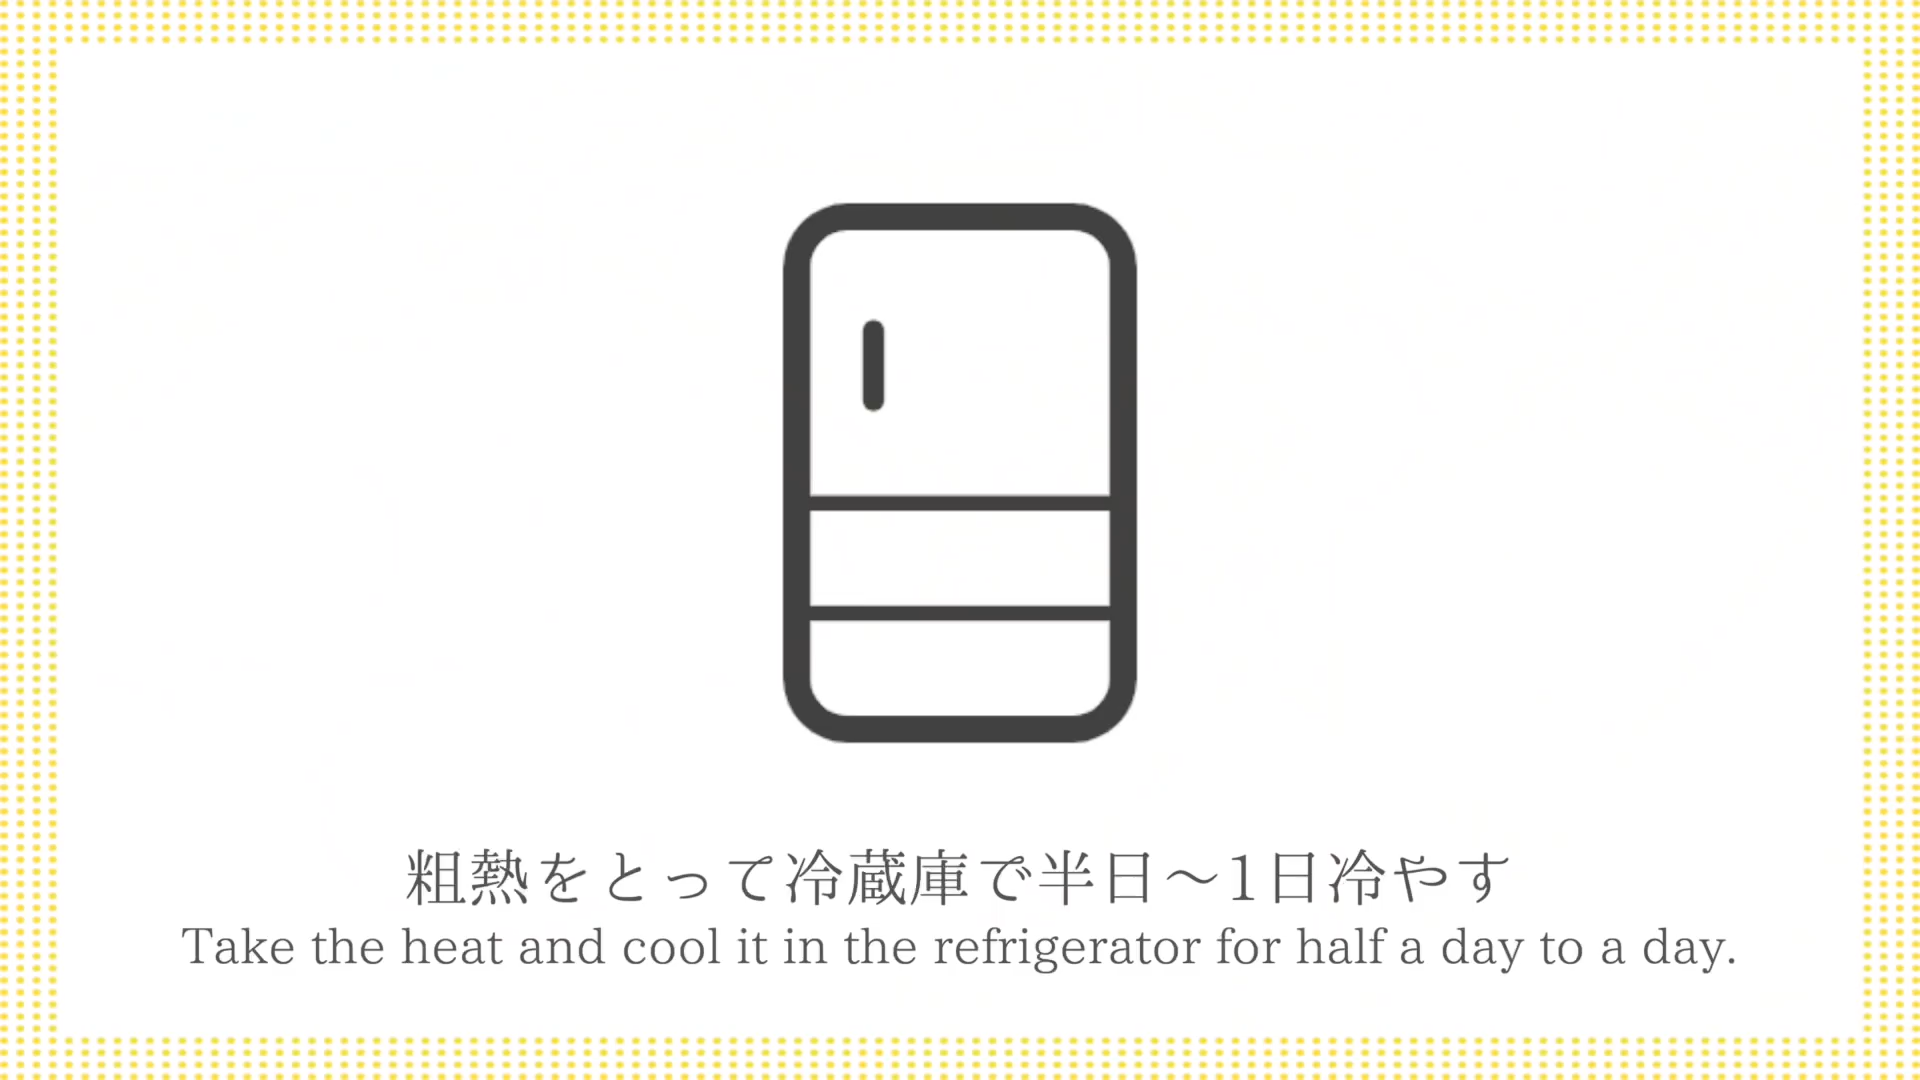 粗熱をとって冷蔵庫で半日～1日冷やす
Take the heat and cool it in the refrigerator for half a day to a day.